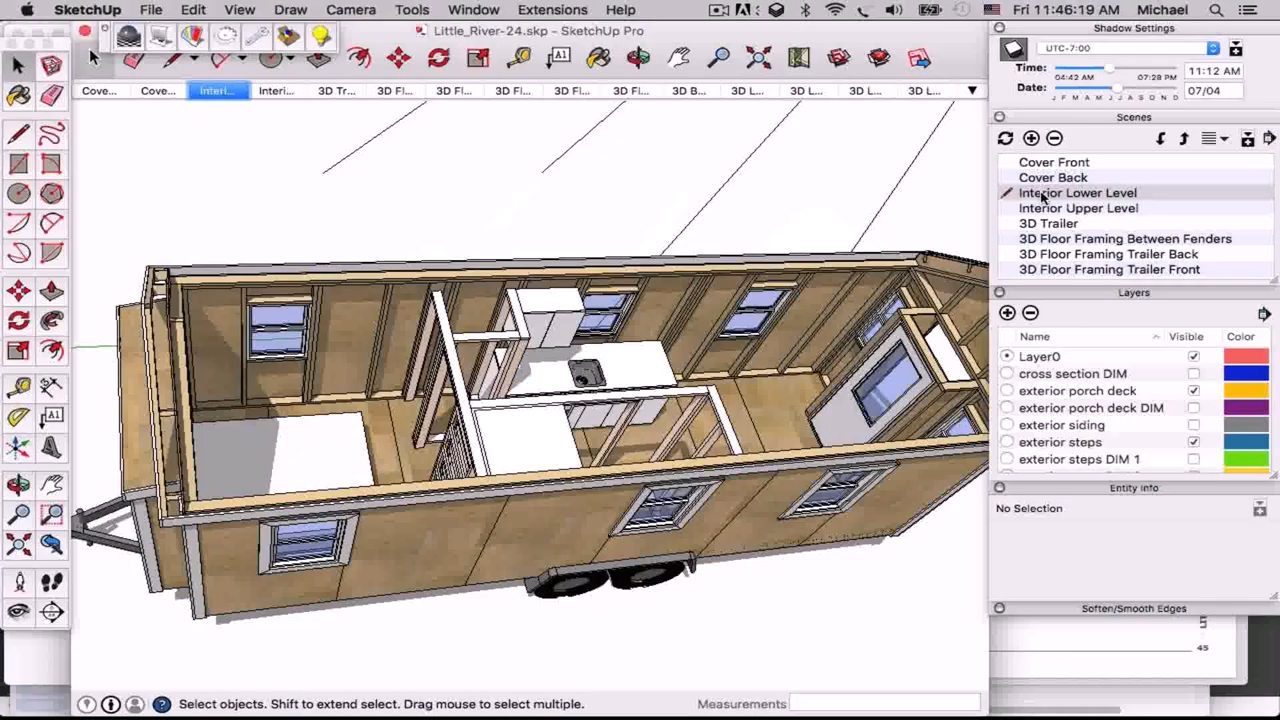 SketchUp File Edit View Draw Camera Tools Window Extensions Help Fri 11:46:19 AM Michael
Little_River-24.skp - SketchUp Pro
A1
Cove... Cove... Interi... Interi... 3D Tr... 3D Fl... 3D Fl... 3D Fl... 3D Fl... 3D Fl... 3D B... 3D L... 3D L... 3D L... 3D L...
Shadow Settings
UTC-7:00
Time: 04:42 AM 07:28 PM 11:12 AM
Date: J F M A M J J A S O N D 07/04
Scenes
Cover Front
Cover Back
Interior Lower Level
Interior Upper Level
3D Trailer
3D Floor Framing Between Fenders
3D Floor Framing Trailer Back
3D Floor Framing Trailer Front
Layers
Name Visible Color
Layer0
cross section DIM
exterior porch deck
exterior porch deck DIM
exterior siding
exterior steps
exterior steps DIM 1
Entity Info
No Selection
Soften/Smooth Edges
45
A1
Select objects. Shift to extend select. Drag mouse to select multiple.
Measurements